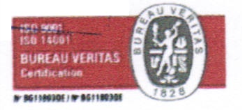 ISO 9001
ISO 14001
BUREAU VERITAS
Certification
BUREAU VERITAS
1828